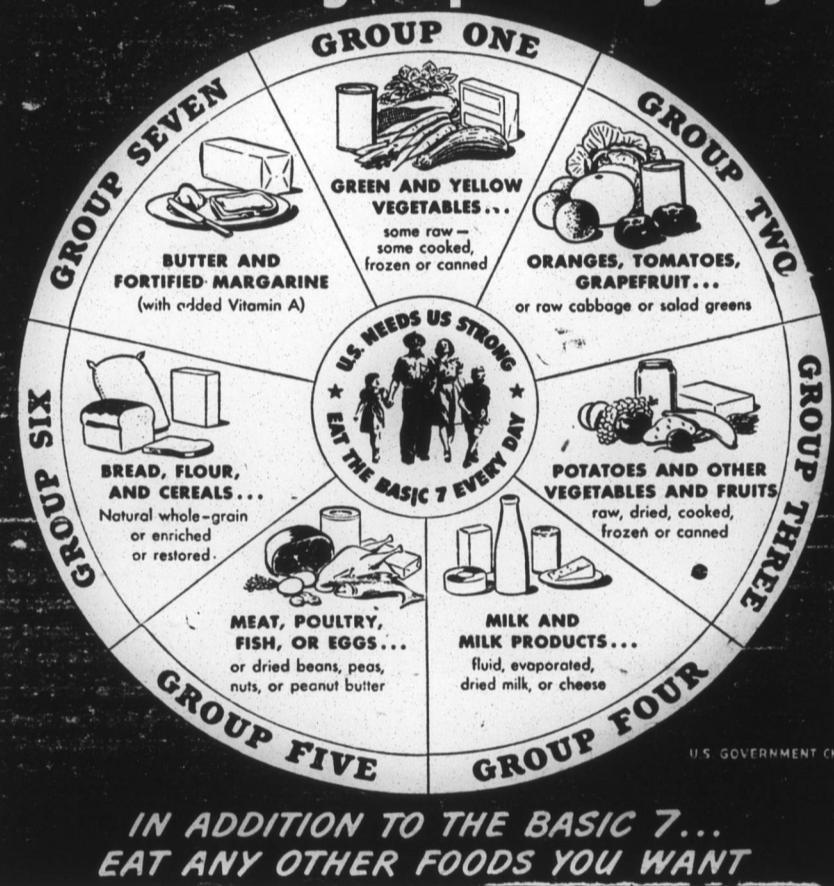 GROUP ONE
GREEN AND YELLOW
VEGETABLES...
some raw —
some cooked,
frozen or canned
GROUP TWO
ORANGES, TOMATOES,
GRAPEFRUIT...
or raw cabbage or salad greens
GROUP THREE
POTATOES AND OTHER
VEGETABLES AND FRUITS
raw, dried, cooked,
frozen or canned
GROUP FOUR
MILK AND
MILK PRODUCTS...
fluid, evaporated,
dried milk, or cheese
GROUP FIVE
MEAT, POULTRY,
FISH, OR EGGS...
or dried beans, peas,
nuts, or peanut butter
GROUP SIX
BREAD, FLOUR,
AND CEREALS...
Natural whole-grain
or enriched
or restored.
GROUP SEVEN
BUTTER AND
FORTIFIED MARGARINE
(with added Vitamin A)
U.S. NEEDS US STRONG
EAT THE BASIC 7 EVERY DAY
U.S. GOVERNMENT
IN ADDITION TO THE BASIC 7...
EAT ANY OTHER FOODS YOU WANT